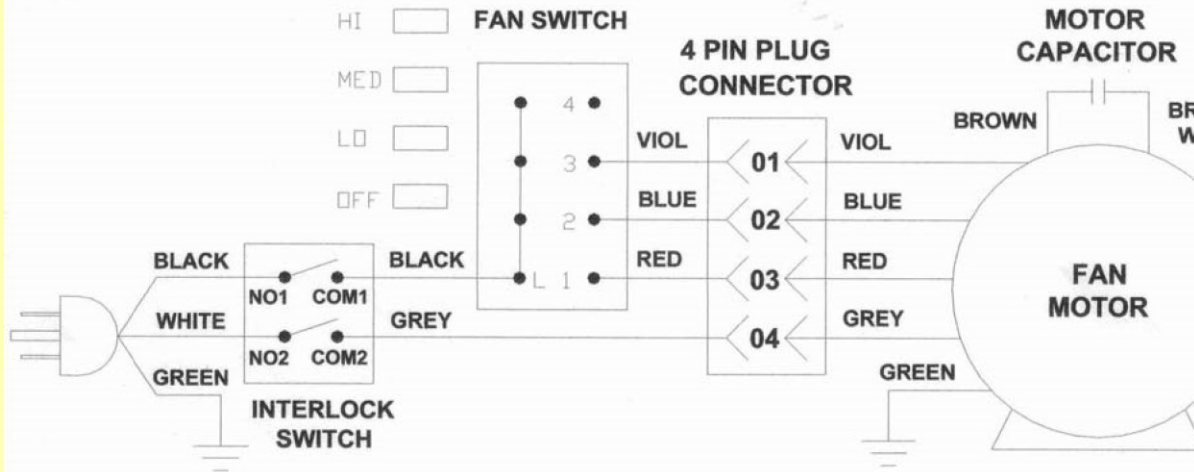 HI
FAN SWITCH
MED
LO
OFF
4 PIN PLUG
CONNECTOR
MOTOR
CAPACITOR
4
3
2
L 1
VIOL
01
VIOL
BLUE
02
BLUE
RED
03
RED
GREY
04
GREY
BROWN
BR
W
BLACK
BLACK
NO1 COM1
WHITE
NO2 COM2
GREEN
INTERLOCK
SWITCH
FAN
MOTOR
GREEN